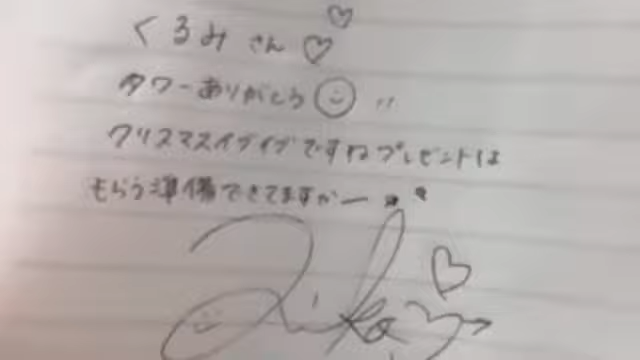 くるみさん♡♡
タワーありがとう
クリスマスイブイブですねプレゼントは
もらう準備できてますかー
Rika